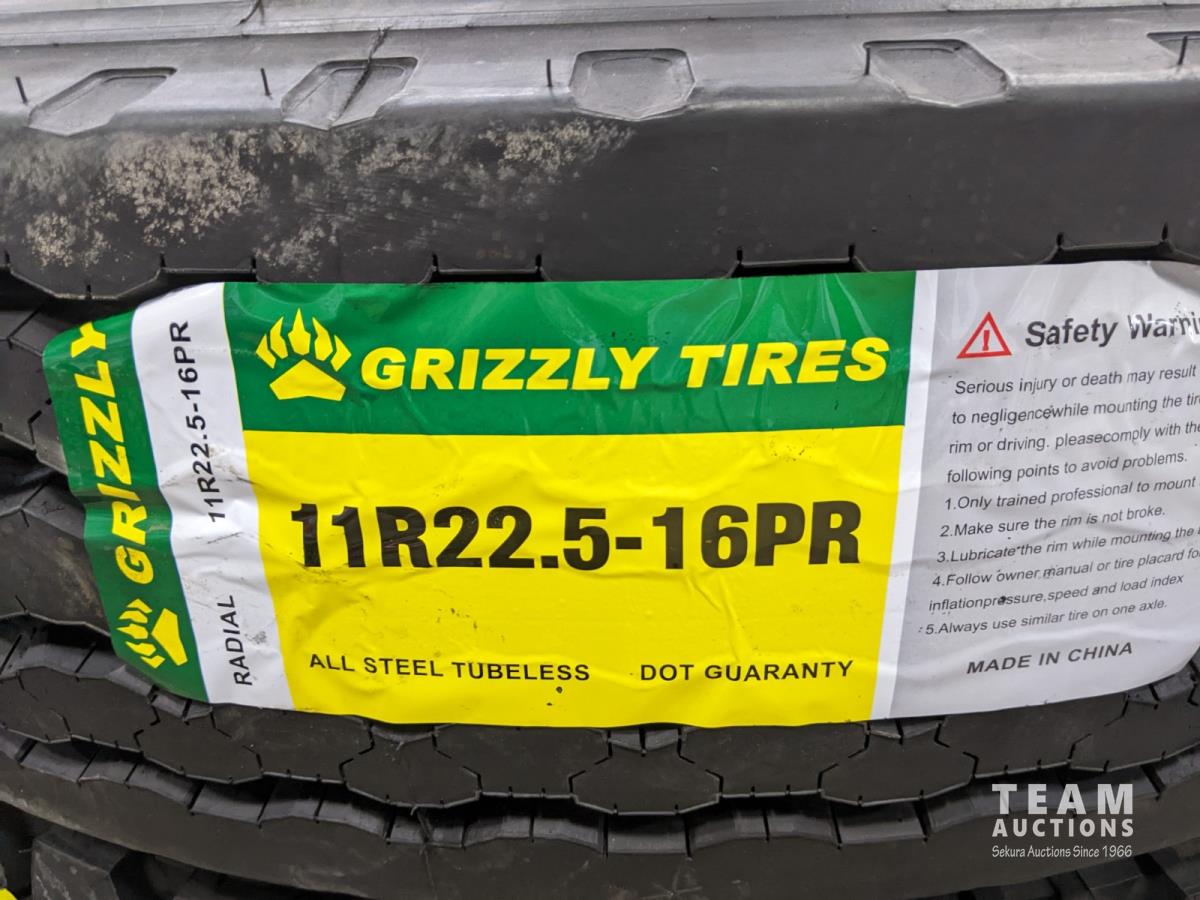 GRIZZLY
RADIAL 11R22.5-16PR
GRIZZLY TIRES
11R22.5-16PR
ALL STEEL TUBELESS DOT GUARANTY
Safety
Serious injury or death may result
to negligencewhile mounting the
rim or driving. pleasecomply with the
following points to avoid problems.
1.Only trained professional to mount
2.Make sure the rim is not broke.
3.Lubricate the rim while mounting the
4.Follow owner manual or tire placard
inflationpressure,speed and load index
5.Always use similar tire on one axle.
MADE IN CHINA
TEAM
AUCTIONS
Sekura Auctions Since 1966